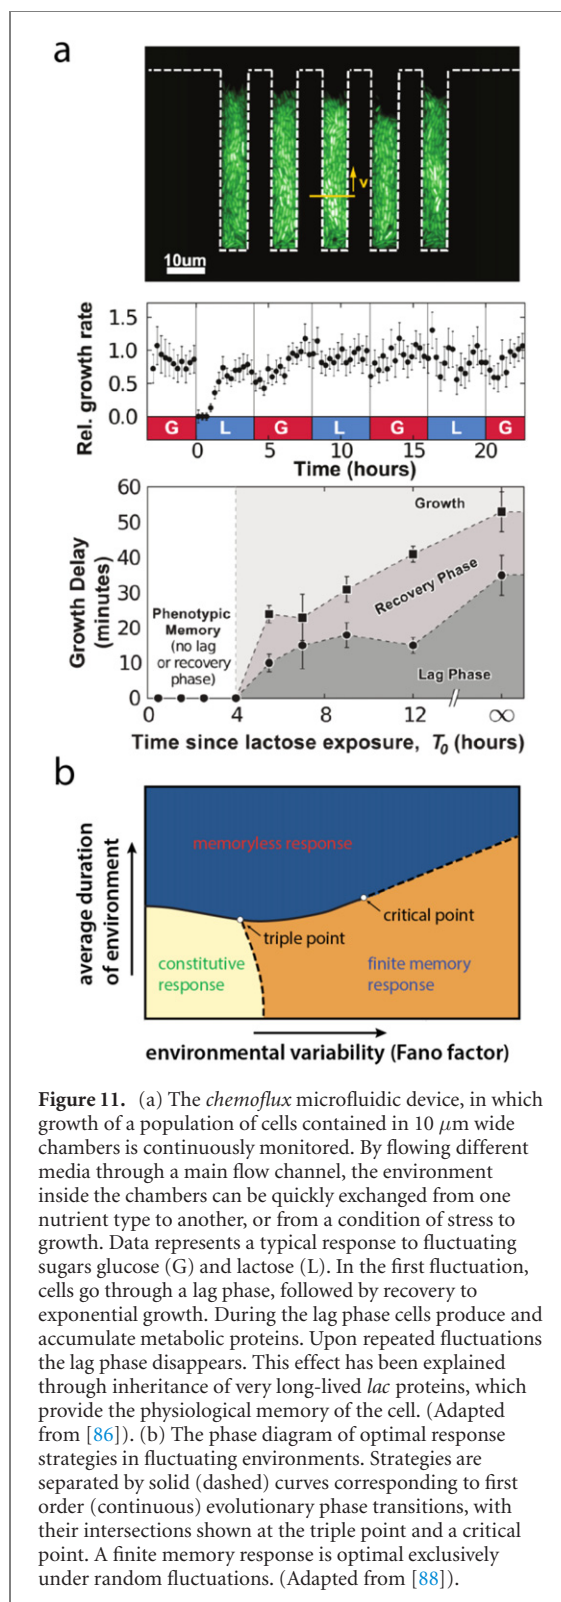 a
v
10um
Rel. growth rate
1.5
1.0
0.5
0.0
G L G L G L G
0 5 10 15 20
Time (hours)
Growth Delay
(minutes)
60
50
40
30
20
10
0
Growth
Recovery Phase
Phenotypic
Memory
(no lag
or recovery
phase)
Lag Phase
0 4 8 12 ∞
Time since lactose exposure, T₀ (hours)
b
average duration
of environment
memoryless response
critical point
triple point
constitutive
response
finite memory
response
environmental variability (Fano factor)
Figure 11. (a) The chemoflux microfluidic device, in which
growth of a population of cells contained in 10 μm wide
chambers is continuously monitored. By flowing different
media through a main flow channel, the environment
inside the chambers can be quickly exchanged from one
nutrient type to another, or from a condition of stress to
growth. Data represents a typical response to fluctuating
sugars glucose (G) and lactose (L). In the first fluctuation,
cells go through a lag phase, followed by recovery to
exponential growth. During the lag phase cells produce and
accumulate metabolic proteins. Upon repeated fluctuations
the lag phase disappears. This effect has been explained
through inheritance of very long-lived lac proteins, which
provide the physiological memory of the cell. (Adapted
from [86]). (b) The phase diagram of optimal response
strategies in fluctuating environments. Strategies are
separated by solid (dashed) curves corresponding to first
order (continuous) evolutionary phase transitions, with
their intersections shown at the triple point and a critical
point. A finite memory response is optimal exclusively
under random fluctuations. (Adapted from [88]).